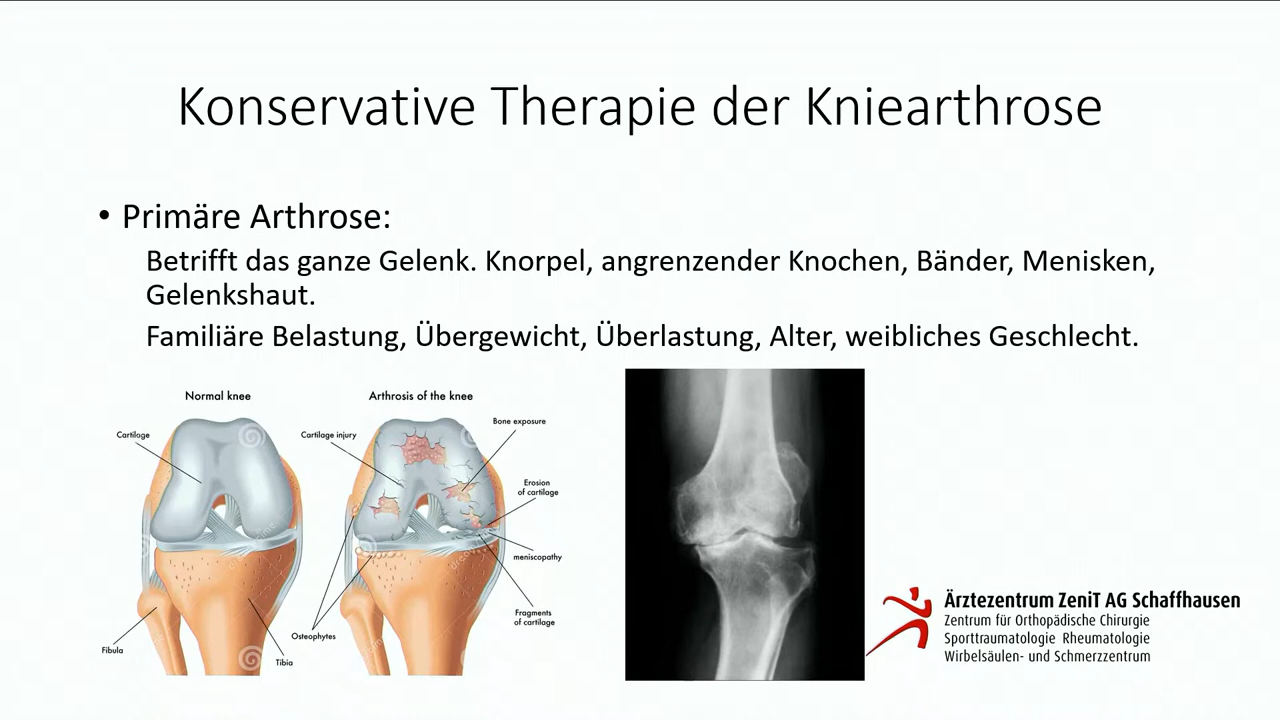 Konservative Therapie der Kniearthrose
• Primäre Arthrose:
Betrifft das ganze Gelenk. Knorpel, angrenzender Knochen, Bänder, Menisken,
Gelenkshaut.
Familiäre Belastung, Übergewicht, Überlastung, Alter, weibliches Geschlecht.
Normal knee
Cartiloge
Fibula
Tibia
Arthrosis of the knee
Cartilage injury
Bone exposure
Erosion
of cartilage
meniscopathy
Fragments
of cartilage
Osteophytes
Ärztezentrum ZeniT AG Schaffhausen
Zentrum für Orthopädische Chirurgie
Sporttraumatologie Rheumatologie
Wirbelsäulen- und Schmerzzentrum